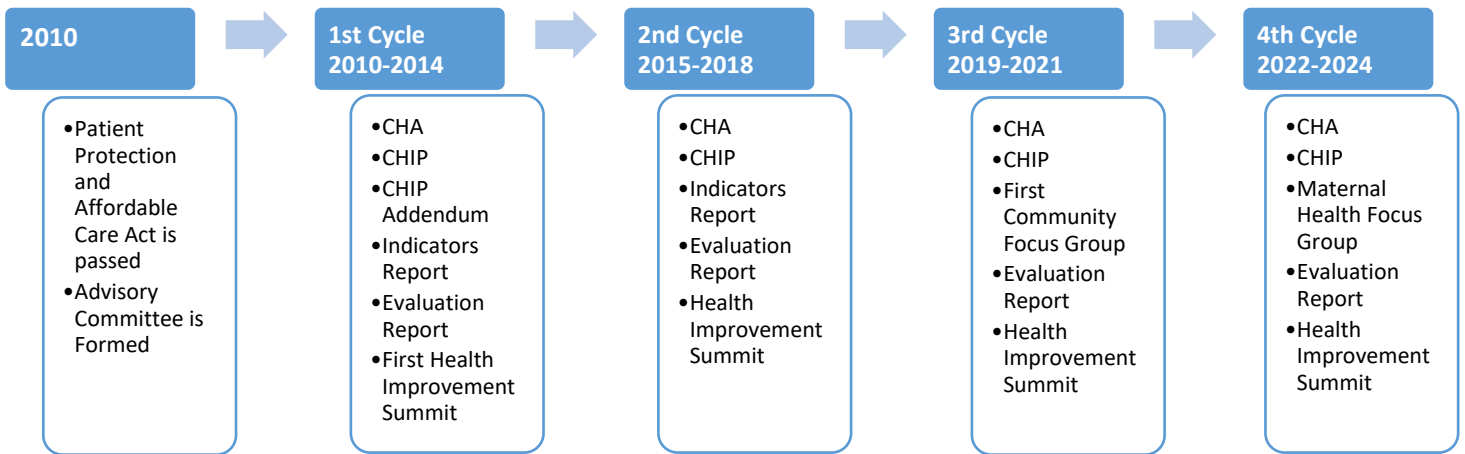 2010
•Patient
Protection
and
Affordable
Care Act is
passed
•Advisory
Committee is
Formed
1st Cycle
2010-2014
•CHA
•CHIP
•CHIP
Addendum
•Indicators
Report
•Evaluation
Report
•First Health
Improvement
Summit
2nd Cycle
2015-2018
•CHA
•CHIP
•Indicators
Report
•Evaluation
Report
•Health
Improvement
Summit
3rd Cycle
2019-2021
•CHA
•CHIP
•First
Community
Focus Group
•Evaluation
Report
•Health
Improvement
Summit
4th Cycle
2022-2024
•CHA
•CHIP
•Maternal
Health Focus
Group
•Evaluation
Report
•Health
Improvement
Summit